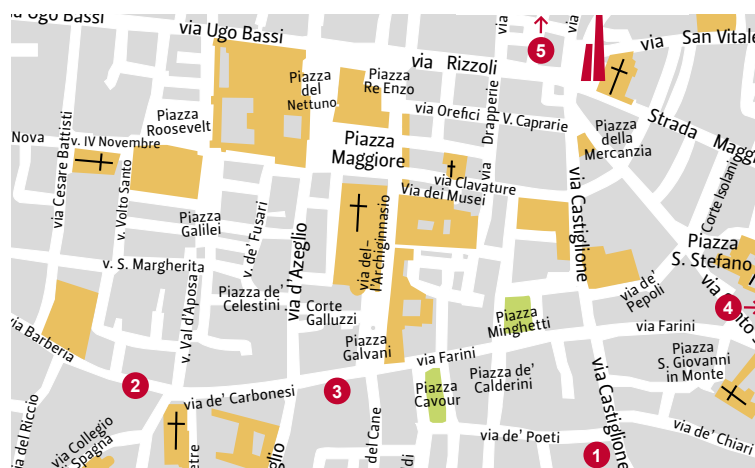 a Ugo Bassi
via Ugo Bassi
via Rizzoli
via San Vitale
5
Piazza
del
Nettuno
Piazza
Re Enzo
via Orefici
V. Caprarie
via Drapperie
Strada Magg
Piazza
Roosevelt
Nova
v. IV Novembre
Piazza
Maggiore
Piazza
della
Mercanzia
via Cesare Battisti
v. Volto Santo
via Clavature
Via dei Musei
via Castiglione
Corte Isolani
Piazza
Galilei
v. de' Fusari
via d'Azeglio
via del-
l'Archiginnasio
Piazza
S. Stefano
v. S. Margherita
v. Val d'Aposa
Piazza de'
Celestini
Corte
Galluzzi
Piazza
Minghetti
via de'
Pepoli
4
via Barberia
Piazza
Galvani
via Farini
via Farini
2
3
via de' Carbonesi
Piazza
Cavour
Piazza de'
Calderini
Piazza
S. Giovanni
in Monte
via del Riccio
via Collegio
di Spagna
del Cane
via de' Poeti
via Castiglione
1
via de' Chiari